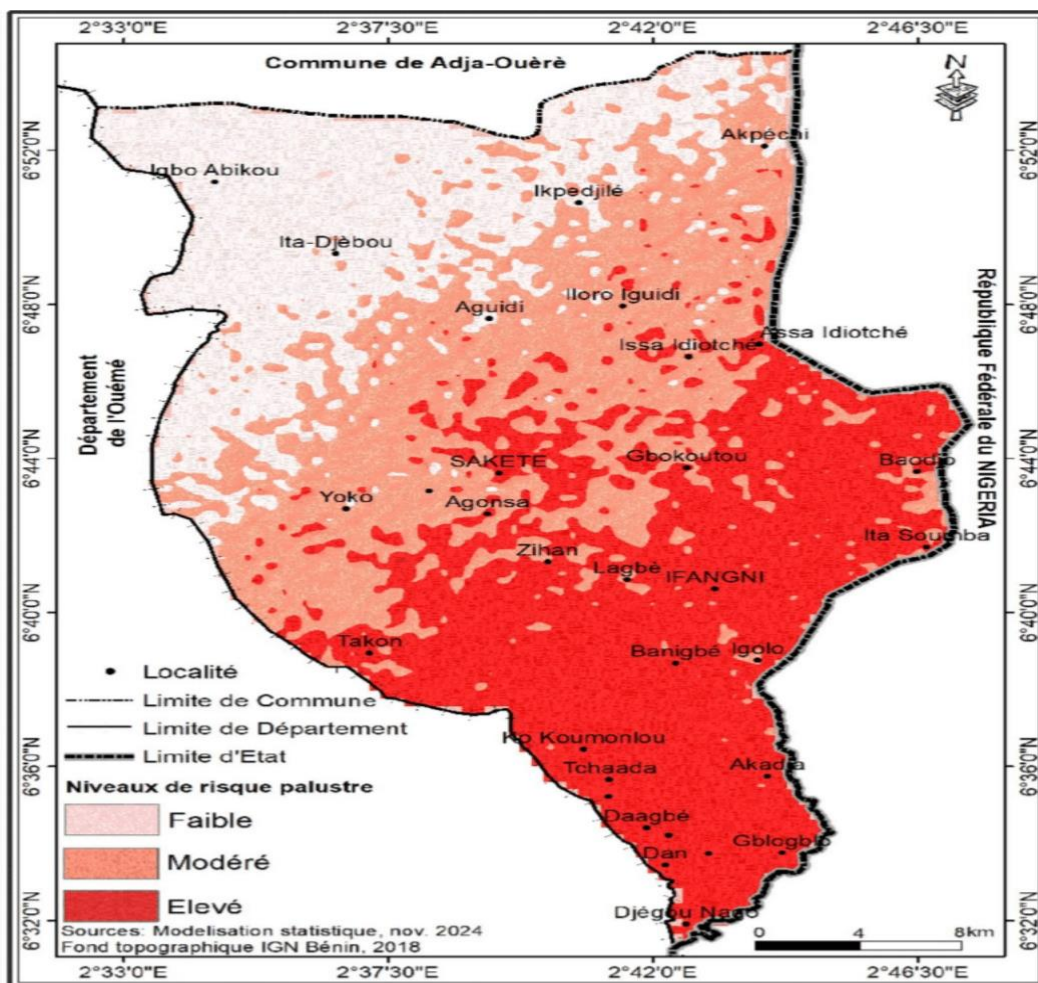 2°33'0"E
2°37'30"E
2°42'0"E
2°46'30"E
Commune de Adja-Ouèrè
N
6°52'0"N
6°52'0"N
Akpéchi
Igbo Abikou
Ikpedjilé
Ita-Djèbou
6°48'0"N
6°48'0"N
Iloro Iguidi
Aguidi
Assa Idiotché
Issa Idiotché
Département
de l'Ouémé
République Fédérale du NIGERIA
6°44'0"N
6°44'0"N
SAKETE
Gbokoutou
Baodjo
Yoko
Agonsa
Ita Soumba
Zihan
Lagbè
IFANGNI
6°40'0"N
6°40'0"N
Takon
Banigbé
Igolo
Localité
Limite de Commune
Limite de Département
Limite d'Etat
Ko Koumonlou
Tchaada
Akadja
6°36'0"N
6°36'0"N
Niveaux de risque palustre
Faible
Modéré
Elevé
Daagbé
Dan
Gblogblo
Djégou Nago
6°32'0"N
6°32'0"N
Sources: Modelisation statistique, nov. 2024
Fond topographique IGN Bénin, 2018
0 4 8km
2°33'0"E
2°37'30"E
2°42'0"E
2°46'30"E